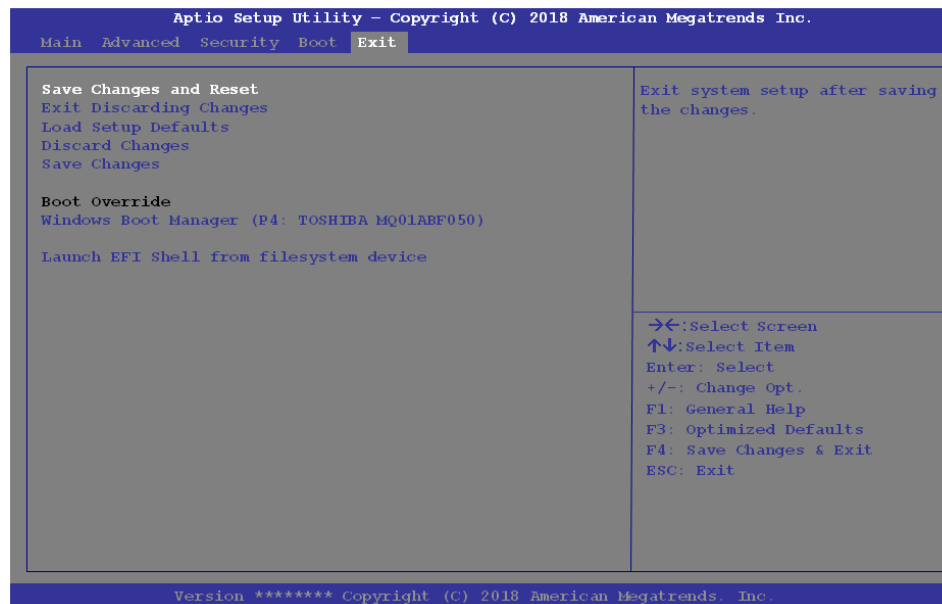 Aptio Setup Utility – Copyright (C) 2018 American Megatrends Inc.
Main Advanced Security Boot Exit
Save Changes and Reset
Exit Discarding Changes
Load Setup Defaults
Discard Changes
Save Changes
Boot Override
Windows Boot Manager (P4: TOSHIBA MQ01ABF050)
Launch EFI Shell from filesystem device
Exit system setup after saving
the changes.
→←:Select Screen
↑↓:Select Item
Enter: Select
+/-: Change Opt.
F1: General Help
F3: Optimized Defaults
F4: Save Changes & Exit
ESC: Exit
Version ******** Copyright (C) 2018 American Megatrends. Inc.